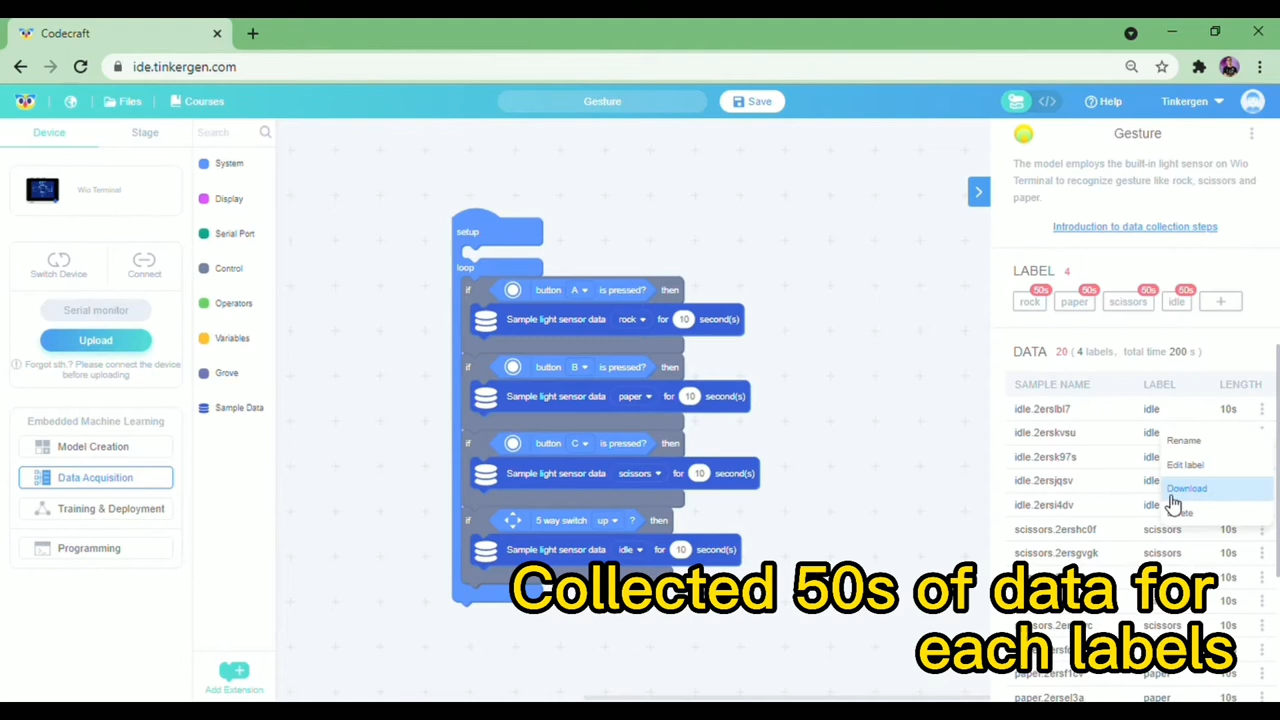 Codecraft
ide.tinkergen.com
Files
Courses
Gesture
Save
Help
Tinkergen
Device
Stage
Search
Wio Terminal
Switch Device
Connect
Serial monitor
Upload
Forgot sth.? Please connect the device
before uploading
Embedded Machine Learning
Model Creation
Data Acquisition
Training & Deployment
Programming
System
Display
Serial Port
Control
Operators
Variables
Grove
Sample Data
Add Extension
setup
loop
if button A is pressed? then
Sample light sensor data rock for 10 second(s)
if button B is pressed? then
Sample light sensor data paper for 10 second(s)
if button C is pressed? then
Sample light sensor data scissors for 10 second(s)
if 5 way switch up ? then
Sample light sensor data idle for 10 second(s)
Gesture
The model employs the built-in light sensor on Wio
Terminal to recognize gesture like rock, scissors and
paper.
Introduction to data collection steps
LABEL 4
50s 50s 50s 50s
rock paper scissors idle +
DATA 20 ( 4 labels, total time 200 s )
SAMPLE NAME LABEL LENGTH
idle.2erslbl7 idle 10s
idle.2erskvsu idle
idle.2ersk97s idle
idle.2ersjqsv idle
idle.2ersi4dv idle
Rename
Edit label
Download
scissors.2ershc0f scissors 10s
scissors.2ersgvgk scissors 10s
10s
10s
scissors 10s
10s
paper.2ersf1cv paper 10s
paper.2ersel3a paper 10s
Collected 50s of data for
each labels